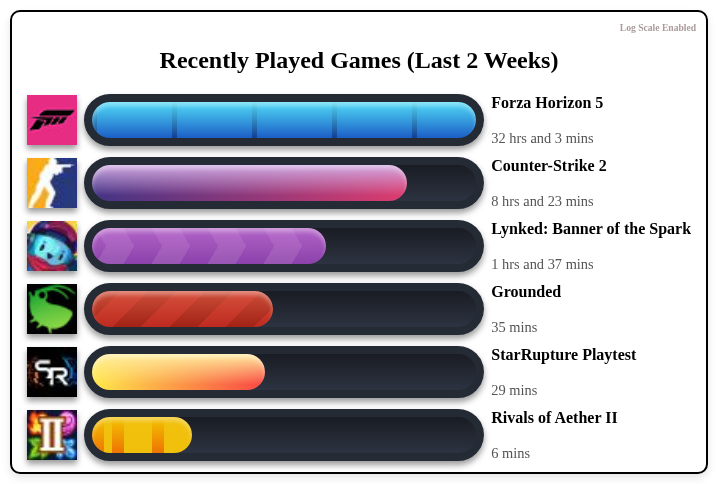 Log Scale Enabled
Recently Played Games (Last 2 Weeks)
Forza Horizon 5
32 hrs and 3 mins
Counter-Strike 2
8 hrs and 23 mins
Lynked: Banner of the Spark
1 hrs and 37 mins
Grounded
35 mins
SR
StarRupture Playtest
29 mins
II
Rivals of Aether II
6 mins